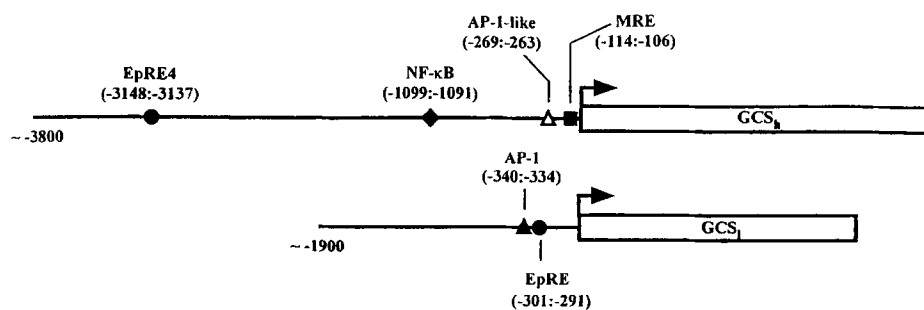 AP-1-like
(-269:-263)
MRE
(-114:-106)
EpRE4
(-3148:-3137)
NF-κB
(-1099:-1091)
GCSh
~ -3800
AP-1
(-340:-334)
~ -1900
GCSl
EpRE
(-301:-291)